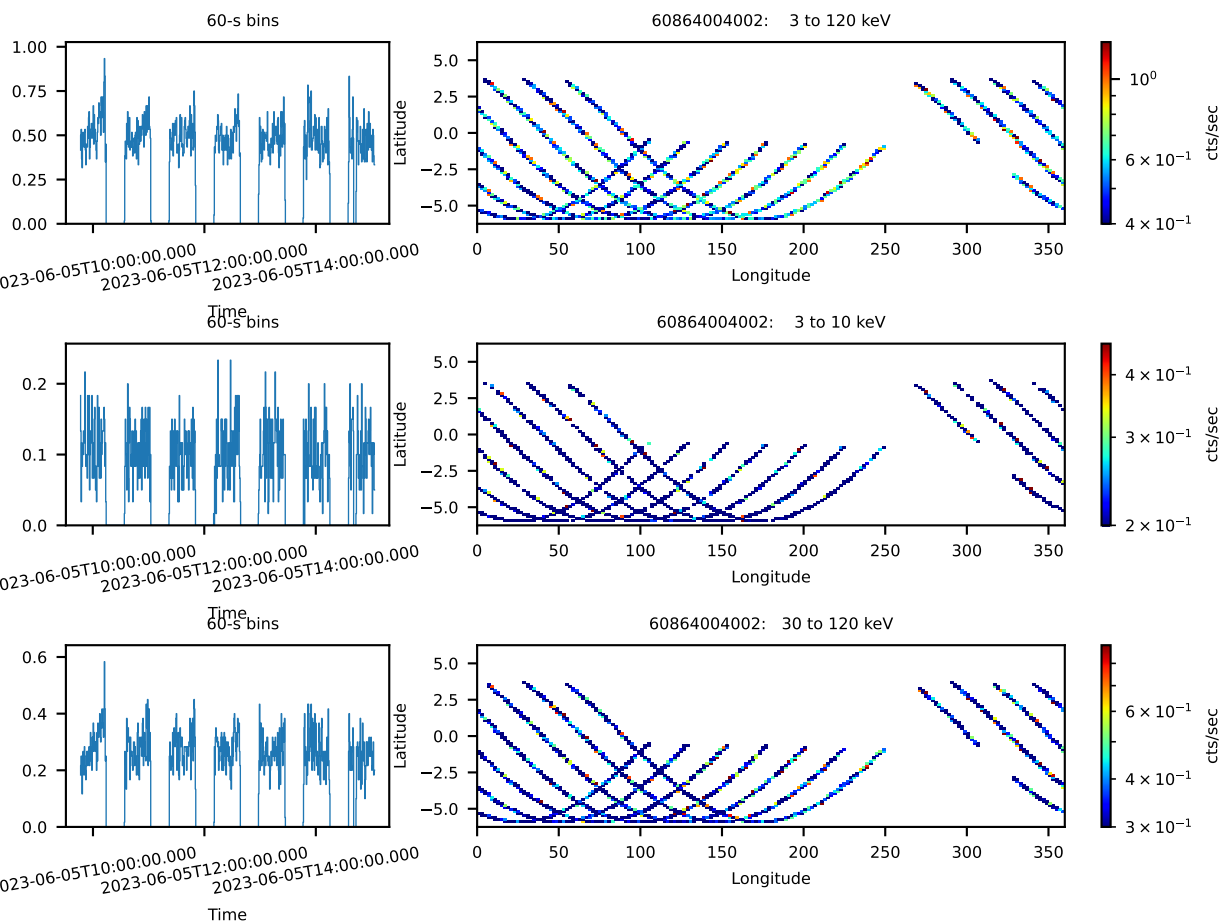 60-s bins
60864004002: 3 to 120 keV
1.00
0.75
0.50
0.25
0.00
Latitude
5.0
2.5
0.0
−2.5
−5.0
10⁰
6 × 10⁻¹
4 × 10⁻¹
cts/sec
023-06-05T10:00:00.000
2023-06-05T12:00:00.000
2023-06-05T14:00:00.000
0 50 100 150 200 250 300 350
Time
Longitude
60-s bins
60864004002: 3 to 10 keV
0.2
0.1
0.0
Latitude
5.0
2.5
0.0
−2.5
−5.0
4 × 10⁻¹
3 × 10⁻¹
2 × 10⁻¹
cts/sec
023-06-05T10:00:00.000
2023-06-05T12:00:00.000
2023-06-05T14:00:00.000
0 50 100 150 200 250 300 350
Time
Longitude
60-s bins
60864004002: 30 to 120 keV
0.6
0.4
0.2
0.0
Latitude
5.0
2.5
0.0
−2.5
−5.0
6 × 10⁻¹
4 × 10⁻¹
3 × 10⁻¹
cts/sec
023-06-05T10:00:00.000
2023-06-05T12:00:00.000
2023-06-05T14:00:00.000
0 50 100 150 200 250 300 350
Time
Longitude